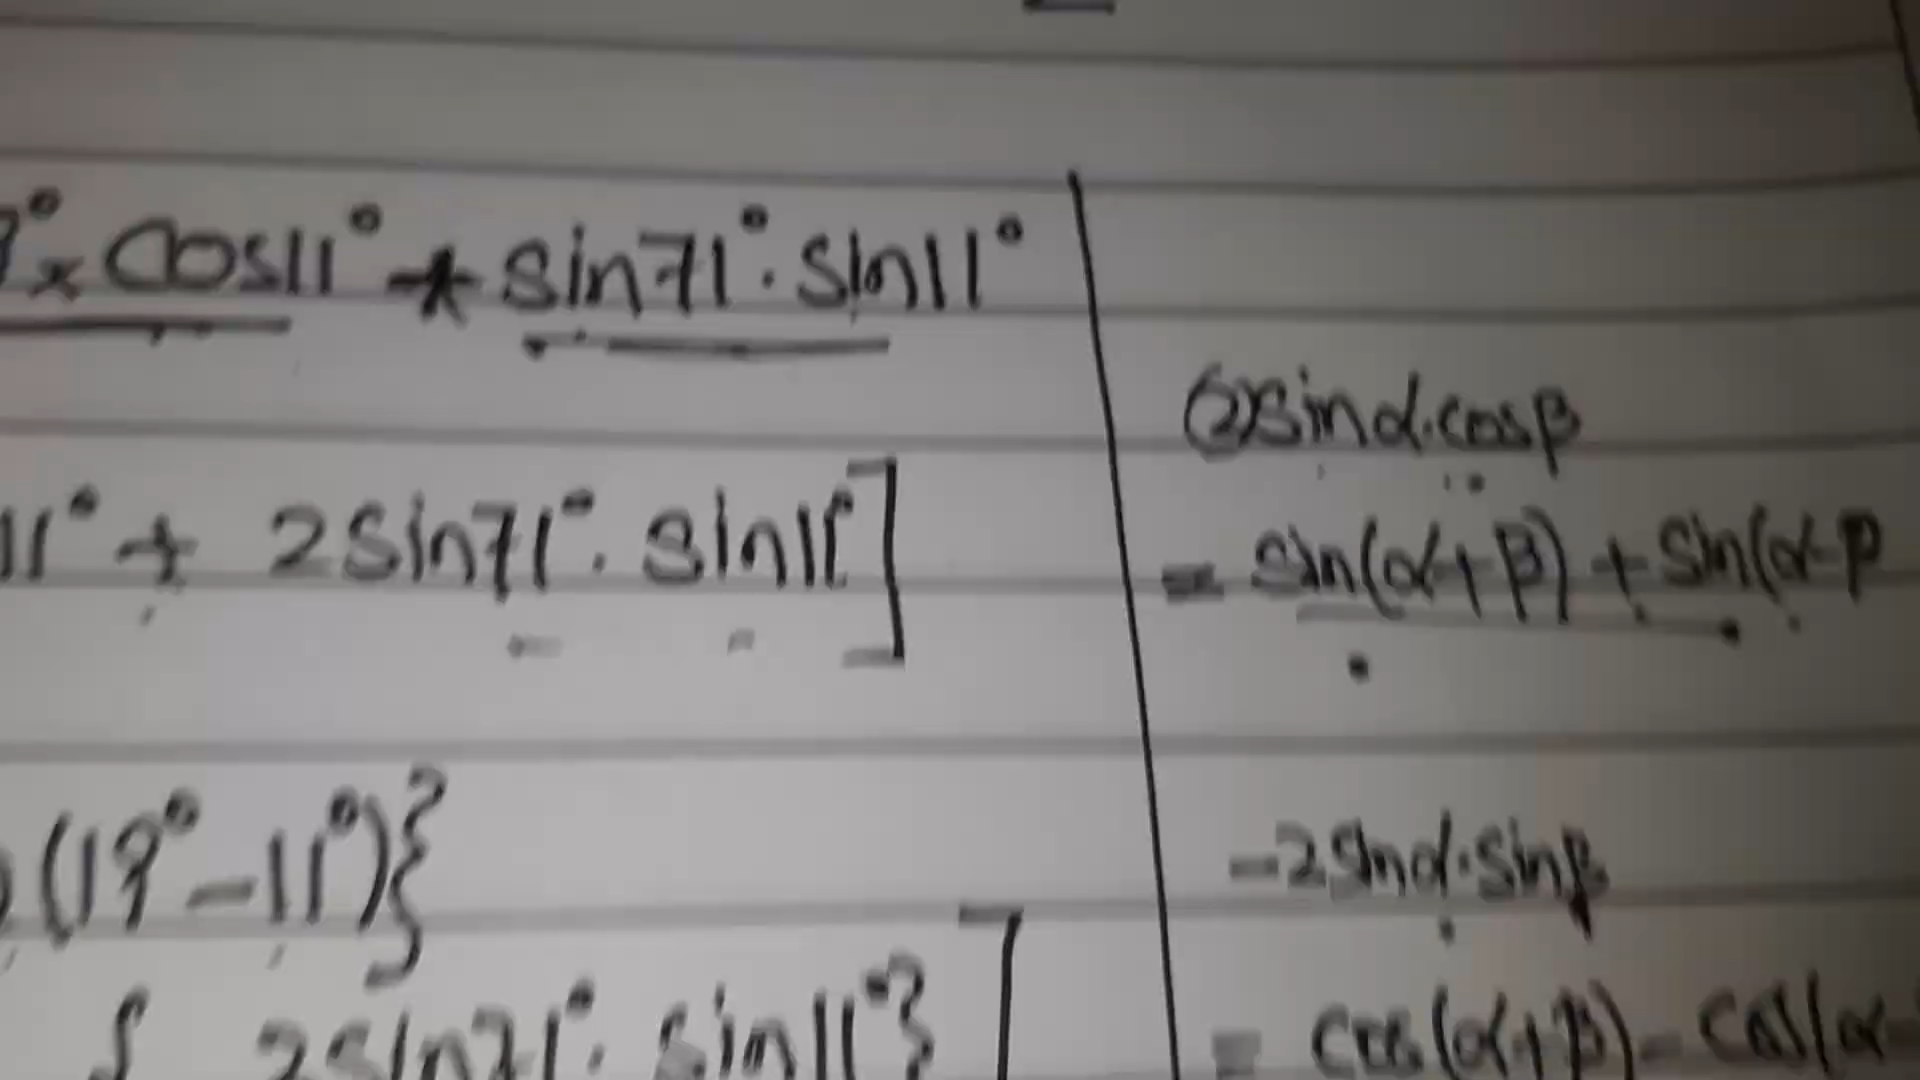 ° × cos11° + sin71° . sin11°
11° + 2sin71° . sin11°]
(19° - 11°)}
2sin71° . sin11°}]
2sinα.cosβ
= sin(α+β) + sin(α-β
-2sinα.sinβ
= cos(α+β) - cos(α-